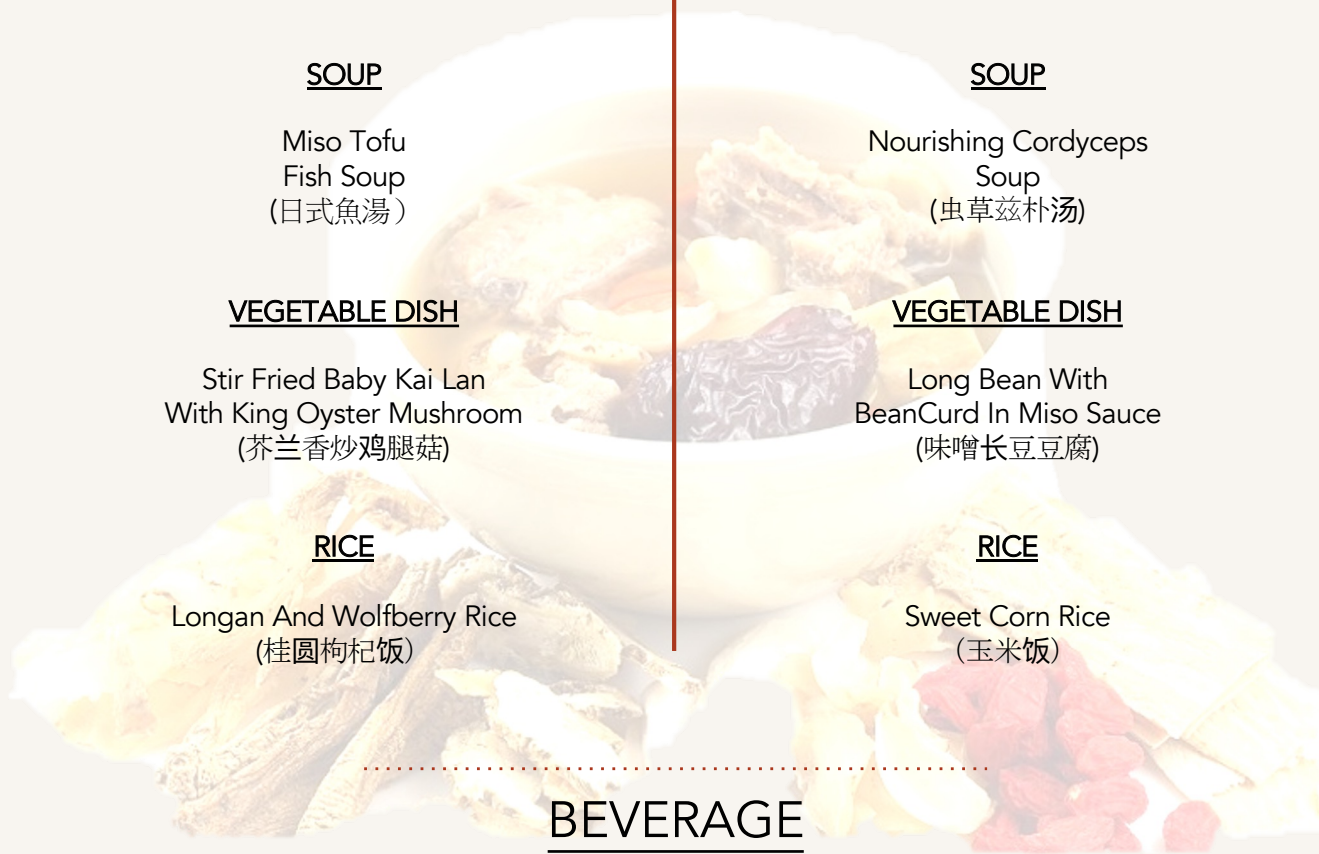 SOUP
Miso Tofu
Fish Soup
(日式魚湯）
VEGETABLE DISH
Stir Fried Baby Kai Lan
With King Oyster Mushroom
(芥兰香炒鸡腿菇)
RICE
Longan And Wolfberry Rice
(桂圆枸杞饭）
SOUP
Nourishing Cordyceps
Soup
(虫草兹朴汤)
VEGETABLE DISH
Long Bean With
BeanCurd In Miso Sauce
(味噌长豆豆腐)
RICE
Sweet Corn Rice
（玉米饭）
BEVERAGE